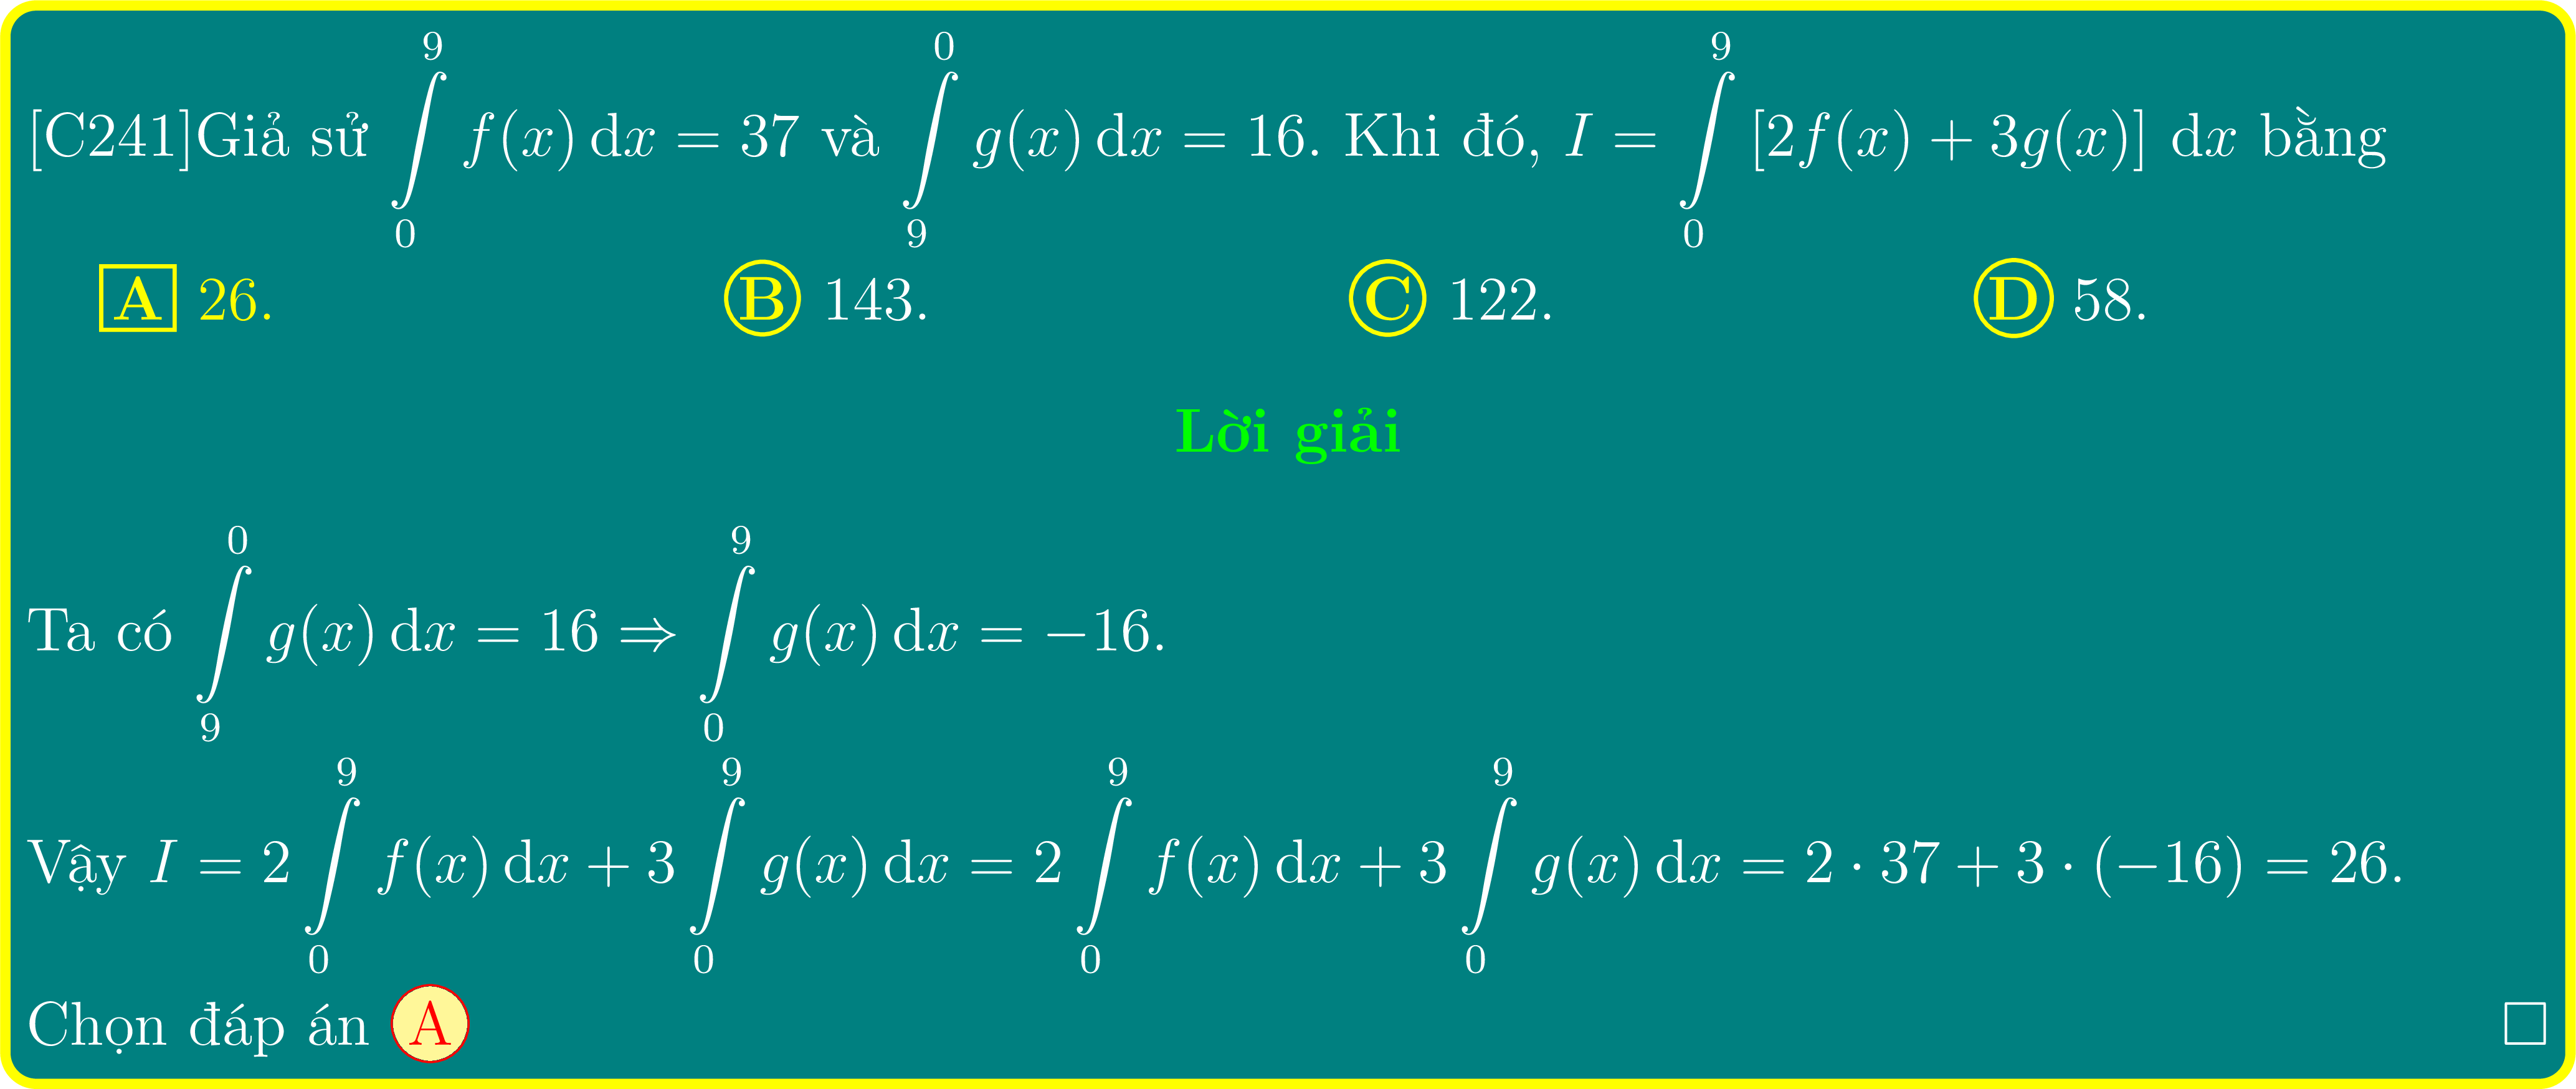 [C241]Giả sử $\int\limits_0^9 f(x)\,\mathrm{d}x = 37$ và $\int\limits_9^0 g(x)\,\mathrm{d}x = 16$. Khi đó, $I = \int\limits_0^9 [2f(x) + 3g(x)]\,\mathrm{d}x$ bằng
A 26. B 143. C 122. D 58.
Lời giải
Ta có $\int\limits_9^0 g(x)\,\mathrm{d}x = 16 \Rightarrow \int\limits_0^9 g(x)\,\mathrm{d}x = -16$.
Vậy $I = 2\int\limits_0^9 f(x)\,\mathrm{d}x + 3\int\limits_0^9 g(x)\,\mathrm{d}x = 2\int\limits_0^9 f(x)\,\mathrm{d}x + 3\int\limits_0^9 g(x)\,\mathrm{d}x = 2 \cdot 37 + 3 \cdot (-16) = 26$.
Chọn đáp án A □